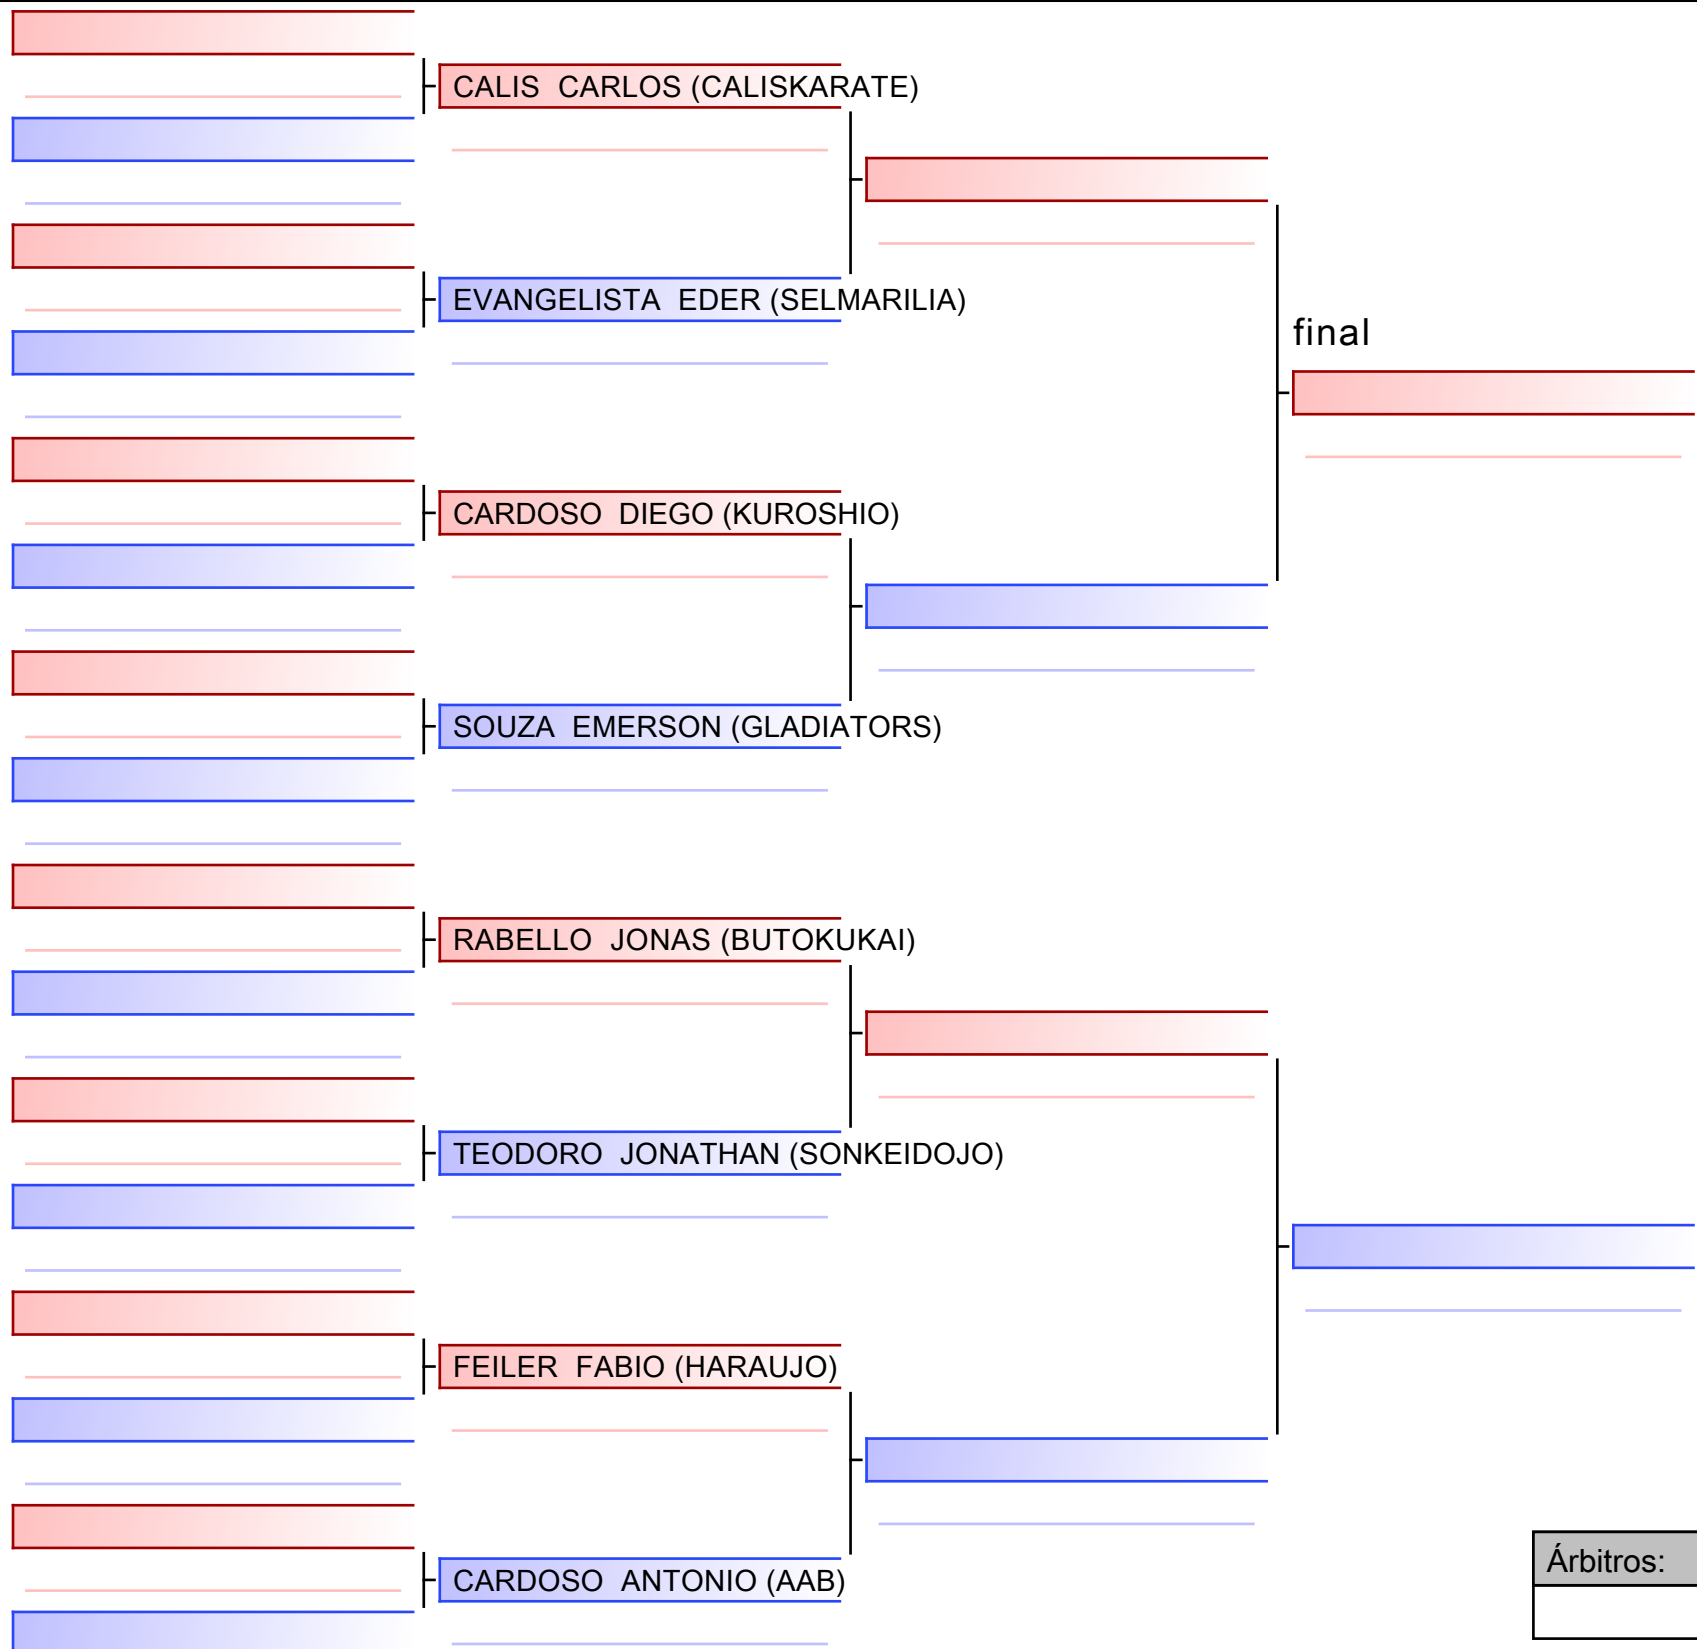 CALIS  CARLOS (CALISKARATE)
EVANGELISTA  EDER (SELMARILIA)
final
CARDOSO  DIEGO (KUROSHIO)
SOUZA  EMERSON (GLADIATORS)
RABELLO  JONAS (BUTOKUKAI)
TEODORO  JONATHAN (SONKEIDOJO)
FEILER  FABIO (HARAUJO)
CARDOSO  ANTONIO (AAB)
Árbitros: